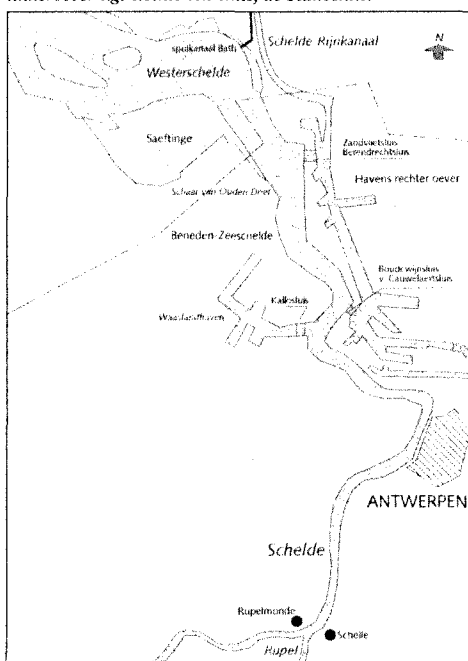 spuikanaal Bath
Schelde Rijnkanaal
N
Westerschelde
Saeftinge
Zandvlietsluis
Berendrechtsluis
Havens rechter oever
Schaar van Ouden Doel
Beneden-Zeeschelde
Boudewijnsluis
v. Cauwelaertsluis
Kallosluis
Waaslandhaven
ANTWERPEN
Schelde
Rupelmonde
Schelle
Rupel